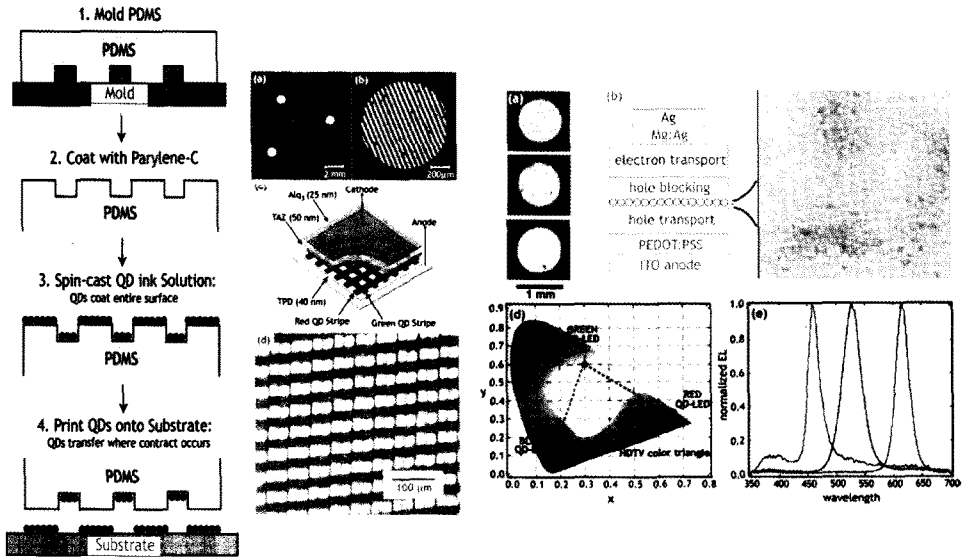 1. Mold PDMS
PDMS
Mold
2. Coat with Parylene-C
PDMS
3. Spin-cast QD ink Solution:
QDs coat entire surface
PDMS
4. Print QDs onto Substrate:
QDs transfer where contract occurs
PDMS
Substrate
(a)
(b)
2 mm
200μm
(c)
Alq3 (25 nm)
Cathode
TAZ (50 nm)
Anode
TPD (40 nm)
Red QD Stripe
Green QD Stripe
(d)
100 μm
(a)
1 mm
(b)
Ag
Mg:Ag
electron transport
hole blocking
hole transport
PEDOT:PSS
ITO anode
(d)
0.9
0.8
0.7
0.6
0.5
0.4
0.3
0.2
0.1
0.0
y
GREEN
-LED
RED
QD-LED
HDTV color triangle
0.0 0.1 0.2 0.3 0.4 0.5 0.6 0.7 0.8
x
(e)
1.0
0.8
0.6
0.4
0.2
0.0
normalized EL
350 400 450 500 550 600 650 700
wavelength